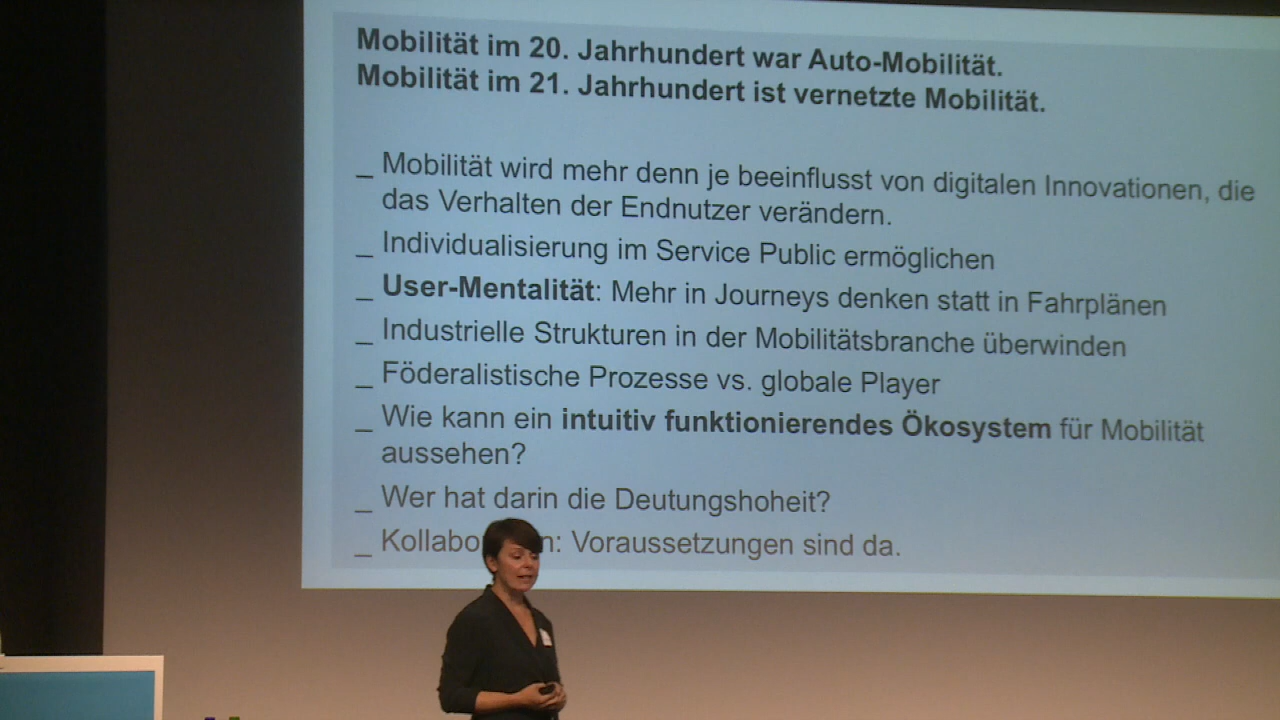 Mobilität im 20. Jahrhundert war Auto-Mobilität.
Mobilität im 21. Jahrhundert ist vernetzte Mobilität.
_ Mobilität wird mehr denn je beeinflusst von digitalen Innovationen, die
das Verhalten der Endnutzer verändern.
_ Individualisierung im Service Public ermöglichen
_ User-Mentalität: Mehr in Journeys denken statt in Fahrplänen
_ Industrielle Strukturen in der Mobilitätsbranche überwinden
_ Föderalistische Prozesse vs. globale Player
_ Wie kann ein intuitiv funktionierendes Ökosystem für Mobilität
aussehen?
_ Wer hat darin die Deutungshoheit?
_ : Voraussetzungen sind da.